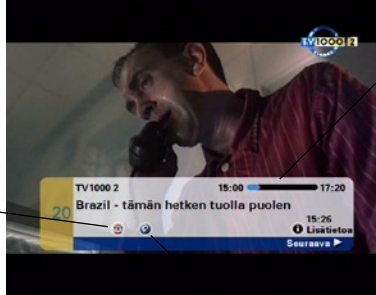 TV1000 2
TV1000 2 15:00 17:20
20 Brazil - tämän hetken tuolla puolen
15:26
Lisätietoa
Seuraava